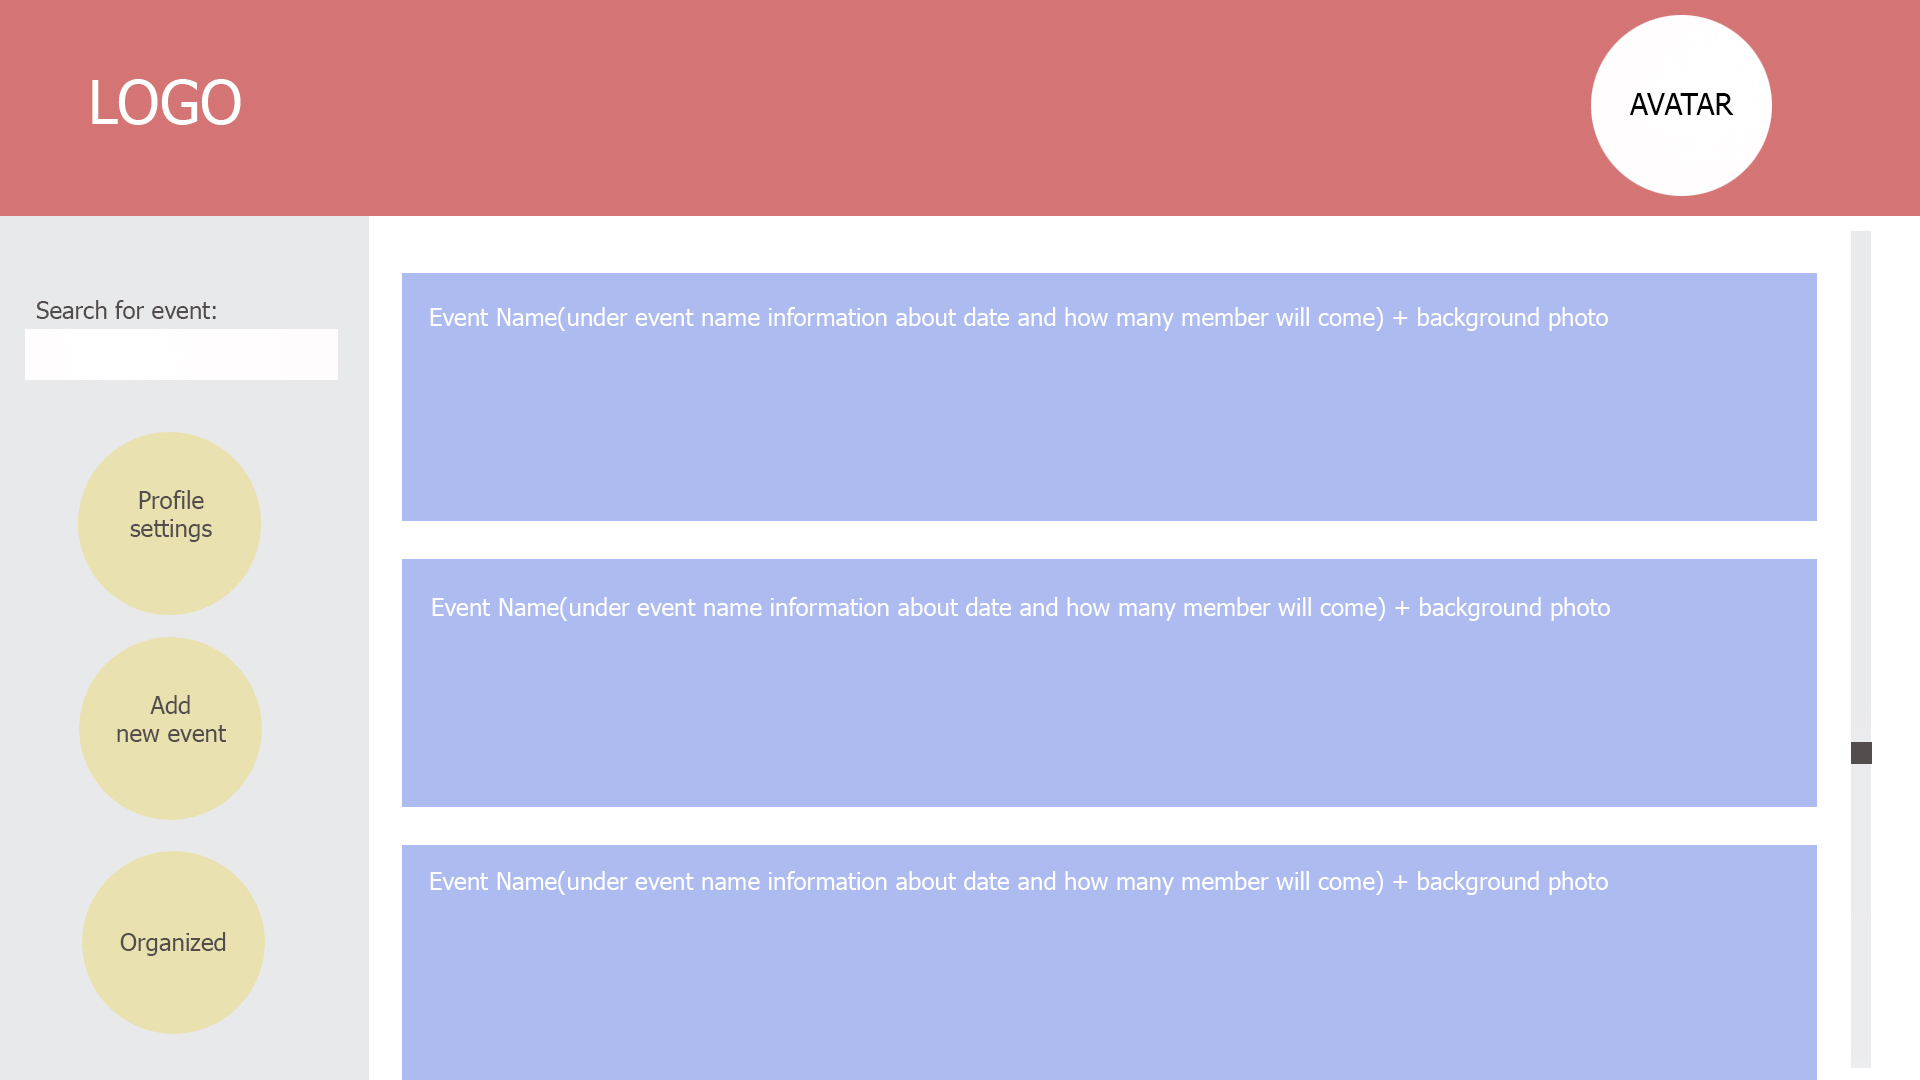 LOGO
AVATAR
Search for event:
Profile
settings
Add
new event
Organized
Event Name(under event name information about date and how many member will come) + background photo
Event Name(under event name information about date and how many member will come) + background photo
Event Name(under event name information about date and how many member will come) + background photo